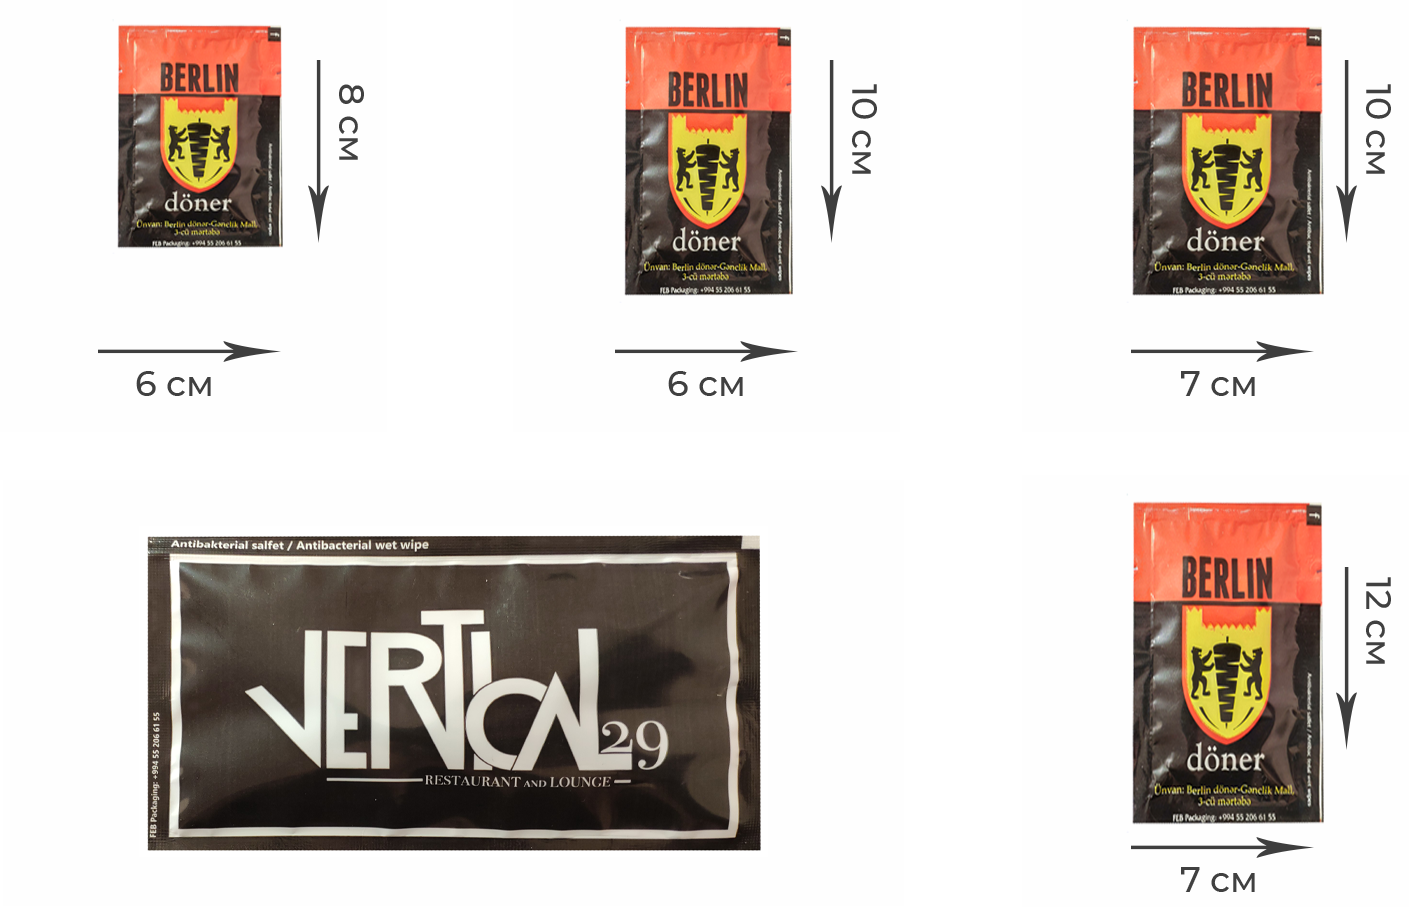 BERLIN
döner
Ünvan: Berlin dönər-Gənclik Mall,
3-cü mərtəbə
FEB Packaging: +994 55 206 61 55
8 см
6 см
BERLIN
döner
Ünvan: Berlin dönər-Gənclik Mall,
3-cü mərtəbə
FEB Packaging: +994 55 206 61 55
10 см
6 см
BERLIN
döner
Ünvan: Berlin dönər-Gənclik Mall,
3-cü mərtəbə
FEB Packaging: +994 55 206 61 55
10 см
7 см
Antibakterial salfet / Antibacterial wet wipe
VERTICAL 29
RESTAURANT AND LOUNGE
FEB Packaging: +994 55 206 61 55
BERLIN
döner
Ünvan: Berlin dönər-Gənclik Mall,
3-cü mərtəbə
FEB Packaging: +994 55 206 61 55
12 см
7 см